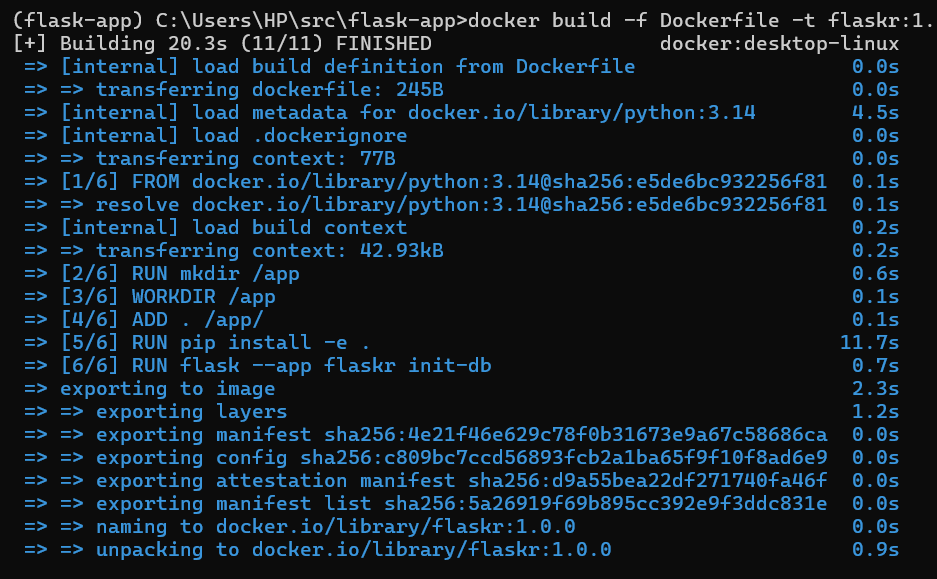 (flask-app) C:\Users\HP\src\flask-app>docker build -f Dockerfile -t flaskr:1.
[+] Building 20.3s (11/11) FINISHED docker:desktop-linux
=> [internal] load build definition from Dockerfile 0.0s
=> => transferring dockerfile: 245B 0.0s
=> [internal] load metadata for docker.io/library/python:3.14 4.5s
=> [internal] load .dockerignore 0.0s
=> => transferring context: 77B 0.0s
=> [1/6] FROM docker.io/library/python:3.14@sha256:e5de6bc932256f81 0.1s
=> => resolve docker.io/library/python:3.14@sha256:e5de6bc932256f81 0.1s
=> [internal] load build context 0.2s
=> => transferring context: 42.93kB 0.2s
=> [2/6] RUN mkdir /app 0.6s
=> [3/6] WORKDIR /app 0.1s
=> [4/6] ADD . /app/ 0.1s
=> [5/6] RUN pip install -e . 11.7s
=> [6/6] RUN flask --app flaskr init-db 0.7s
=> exporting to image 2.3s
=> => exporting layers 1.2s
=> => exporting manifest sha256:4e21f46e629c78f0b31673e9a67c58686ca 0.0s
=> => exporting config sha256:c809bc7ccd56893fcb2a1ba65f9f10f8ad6e9 0.0s
=> => exporting attestation manifest sha256:d9a55bea22df271740fa46f 0.0s
=> => exporting manifest list sha256:5a26919f69b895cc392e9f3ddc831e 0.0s
=> => naming to docker.io/library/flaskr:1.0.0 0.0s
=> => unpacking to docker.io/library/flaskr:1.0.0 0.9s